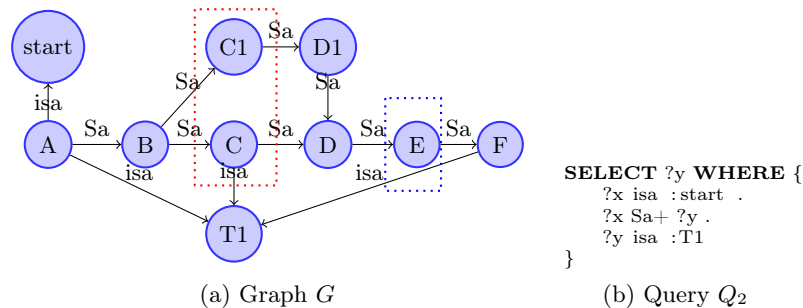 start
C1
Sa
D1
isa
Sa
Sa
A
Sa
B
Sa
C
Sa
D
Sa
E
Sa
F
isa
isa
isa
T1
SELECT ?y WHERE {
?x isa :start .
?x Sa+ ?y .
?y isa :T1
}
(a) Graph G
(b) Query Q₂